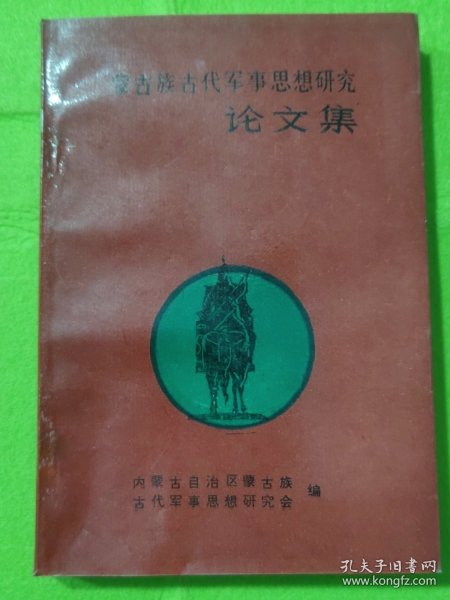 蒙古族古代军事思想研究
论文集
内蒙古自治区蒙古族
古代军事思想研究会 编
孔夫子旧书网
www.kongfz.com